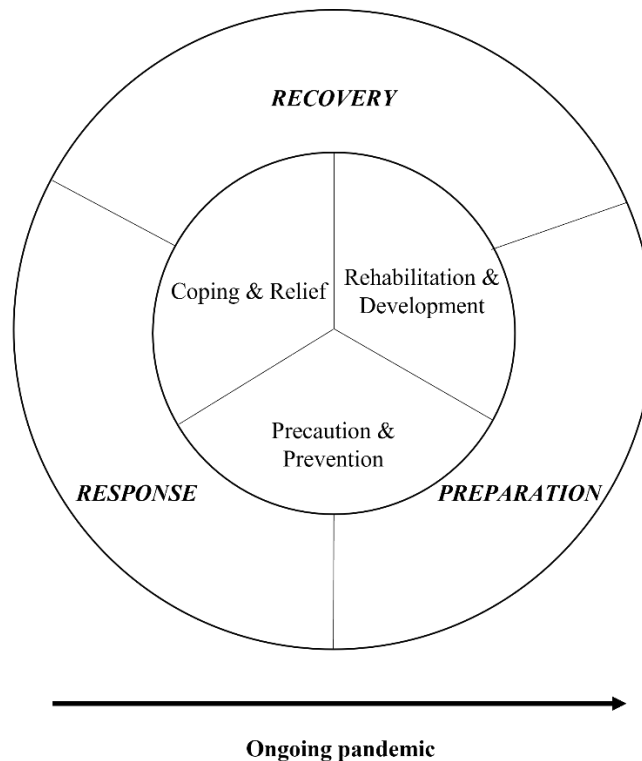 RECOVERY
Coping & Relief
Rehabilitation &
Development
Precaution &
Prevention
RESPONSE
PREPARATION
Ongoing pandemic